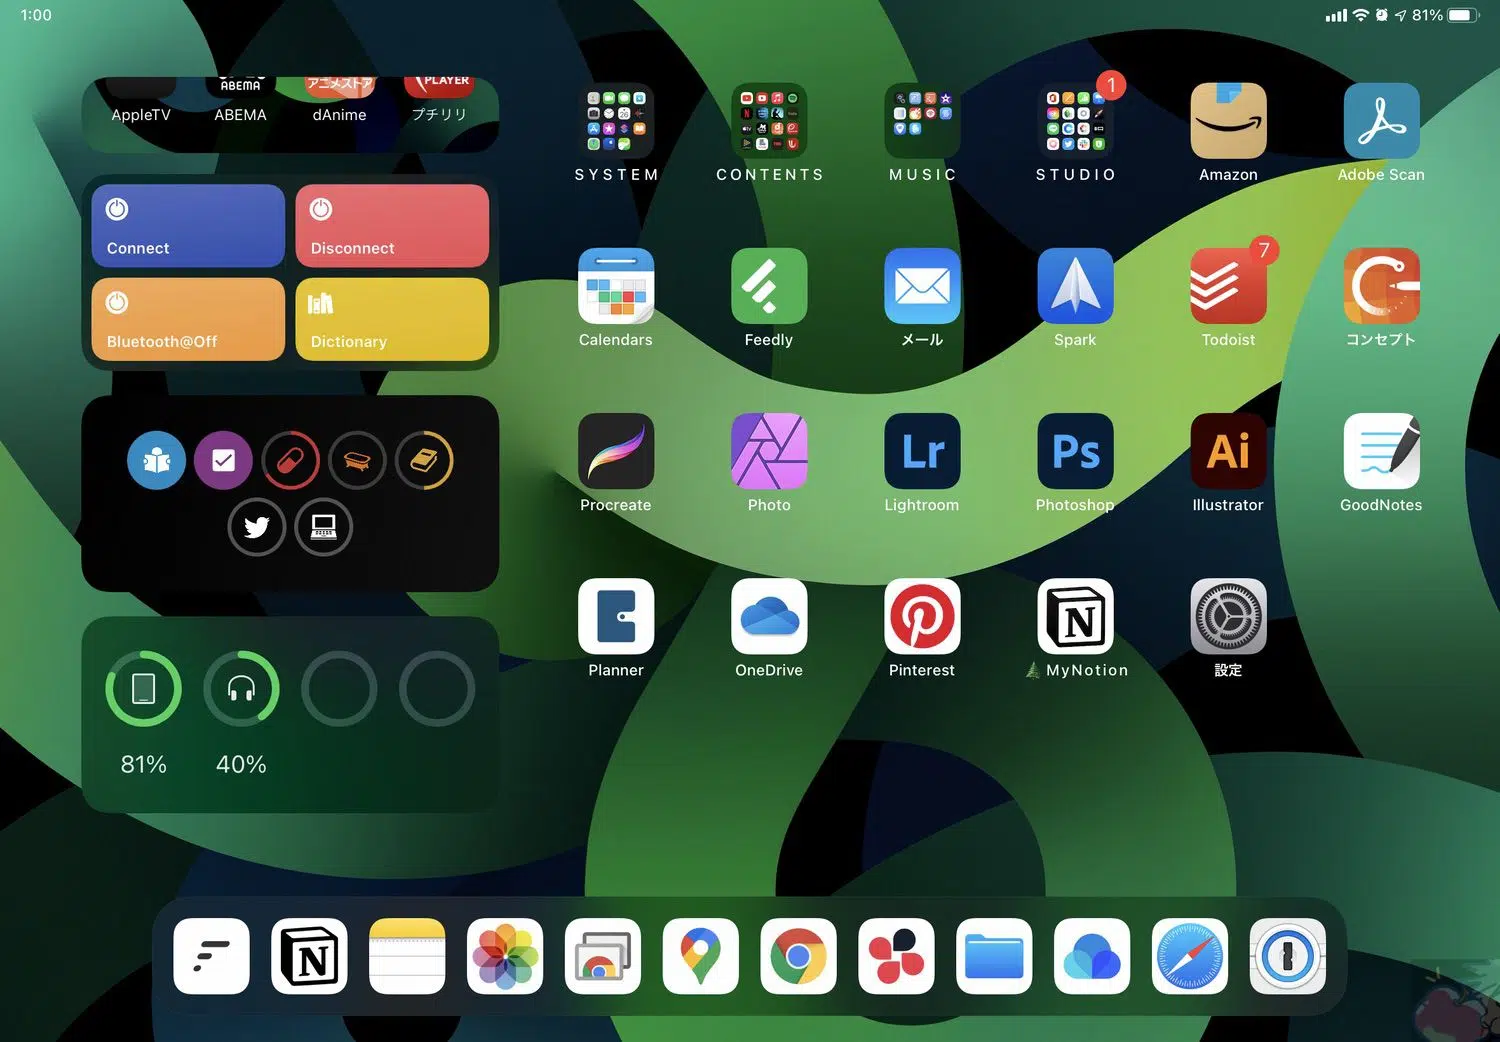 1:00
81%
ABEMA
アニメストア
PLAYER
AppleTV
ABEMA
dAnime
プチリリ
Connect
Disconnect
Bluetooth@Off
Dictionary
81%
40%
1
SYSTEM
CONTENTS
MUSIC
STUDIO
Amazon
Adobe Scan
7
Calendars
Feedly
メール
Spark
Todoist
コンセプト
Lr
Ps
Ai
Procreate
Photo
Lightroom
Photoshop
Illustrator
GoodNotes
N
Planner
OneDrive
Pinterest
🌲 MyNotion
設定
N